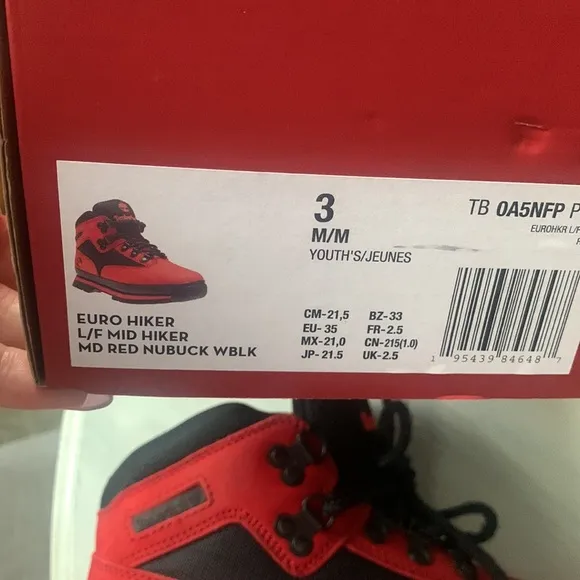 3
M/M
YOUTH'S/JEUNES
TB 0A5NFP P
EUROHKR L/F
EURO HIKER
L/F MID HIKER
MD RED NUBUCK WBLK
CM-21,5 BZ-33
EU- 35 FR-2.5
MX-21,0 CN-215(1.0)
JP- 21.5 UK-2.5
1 95439 84648 7